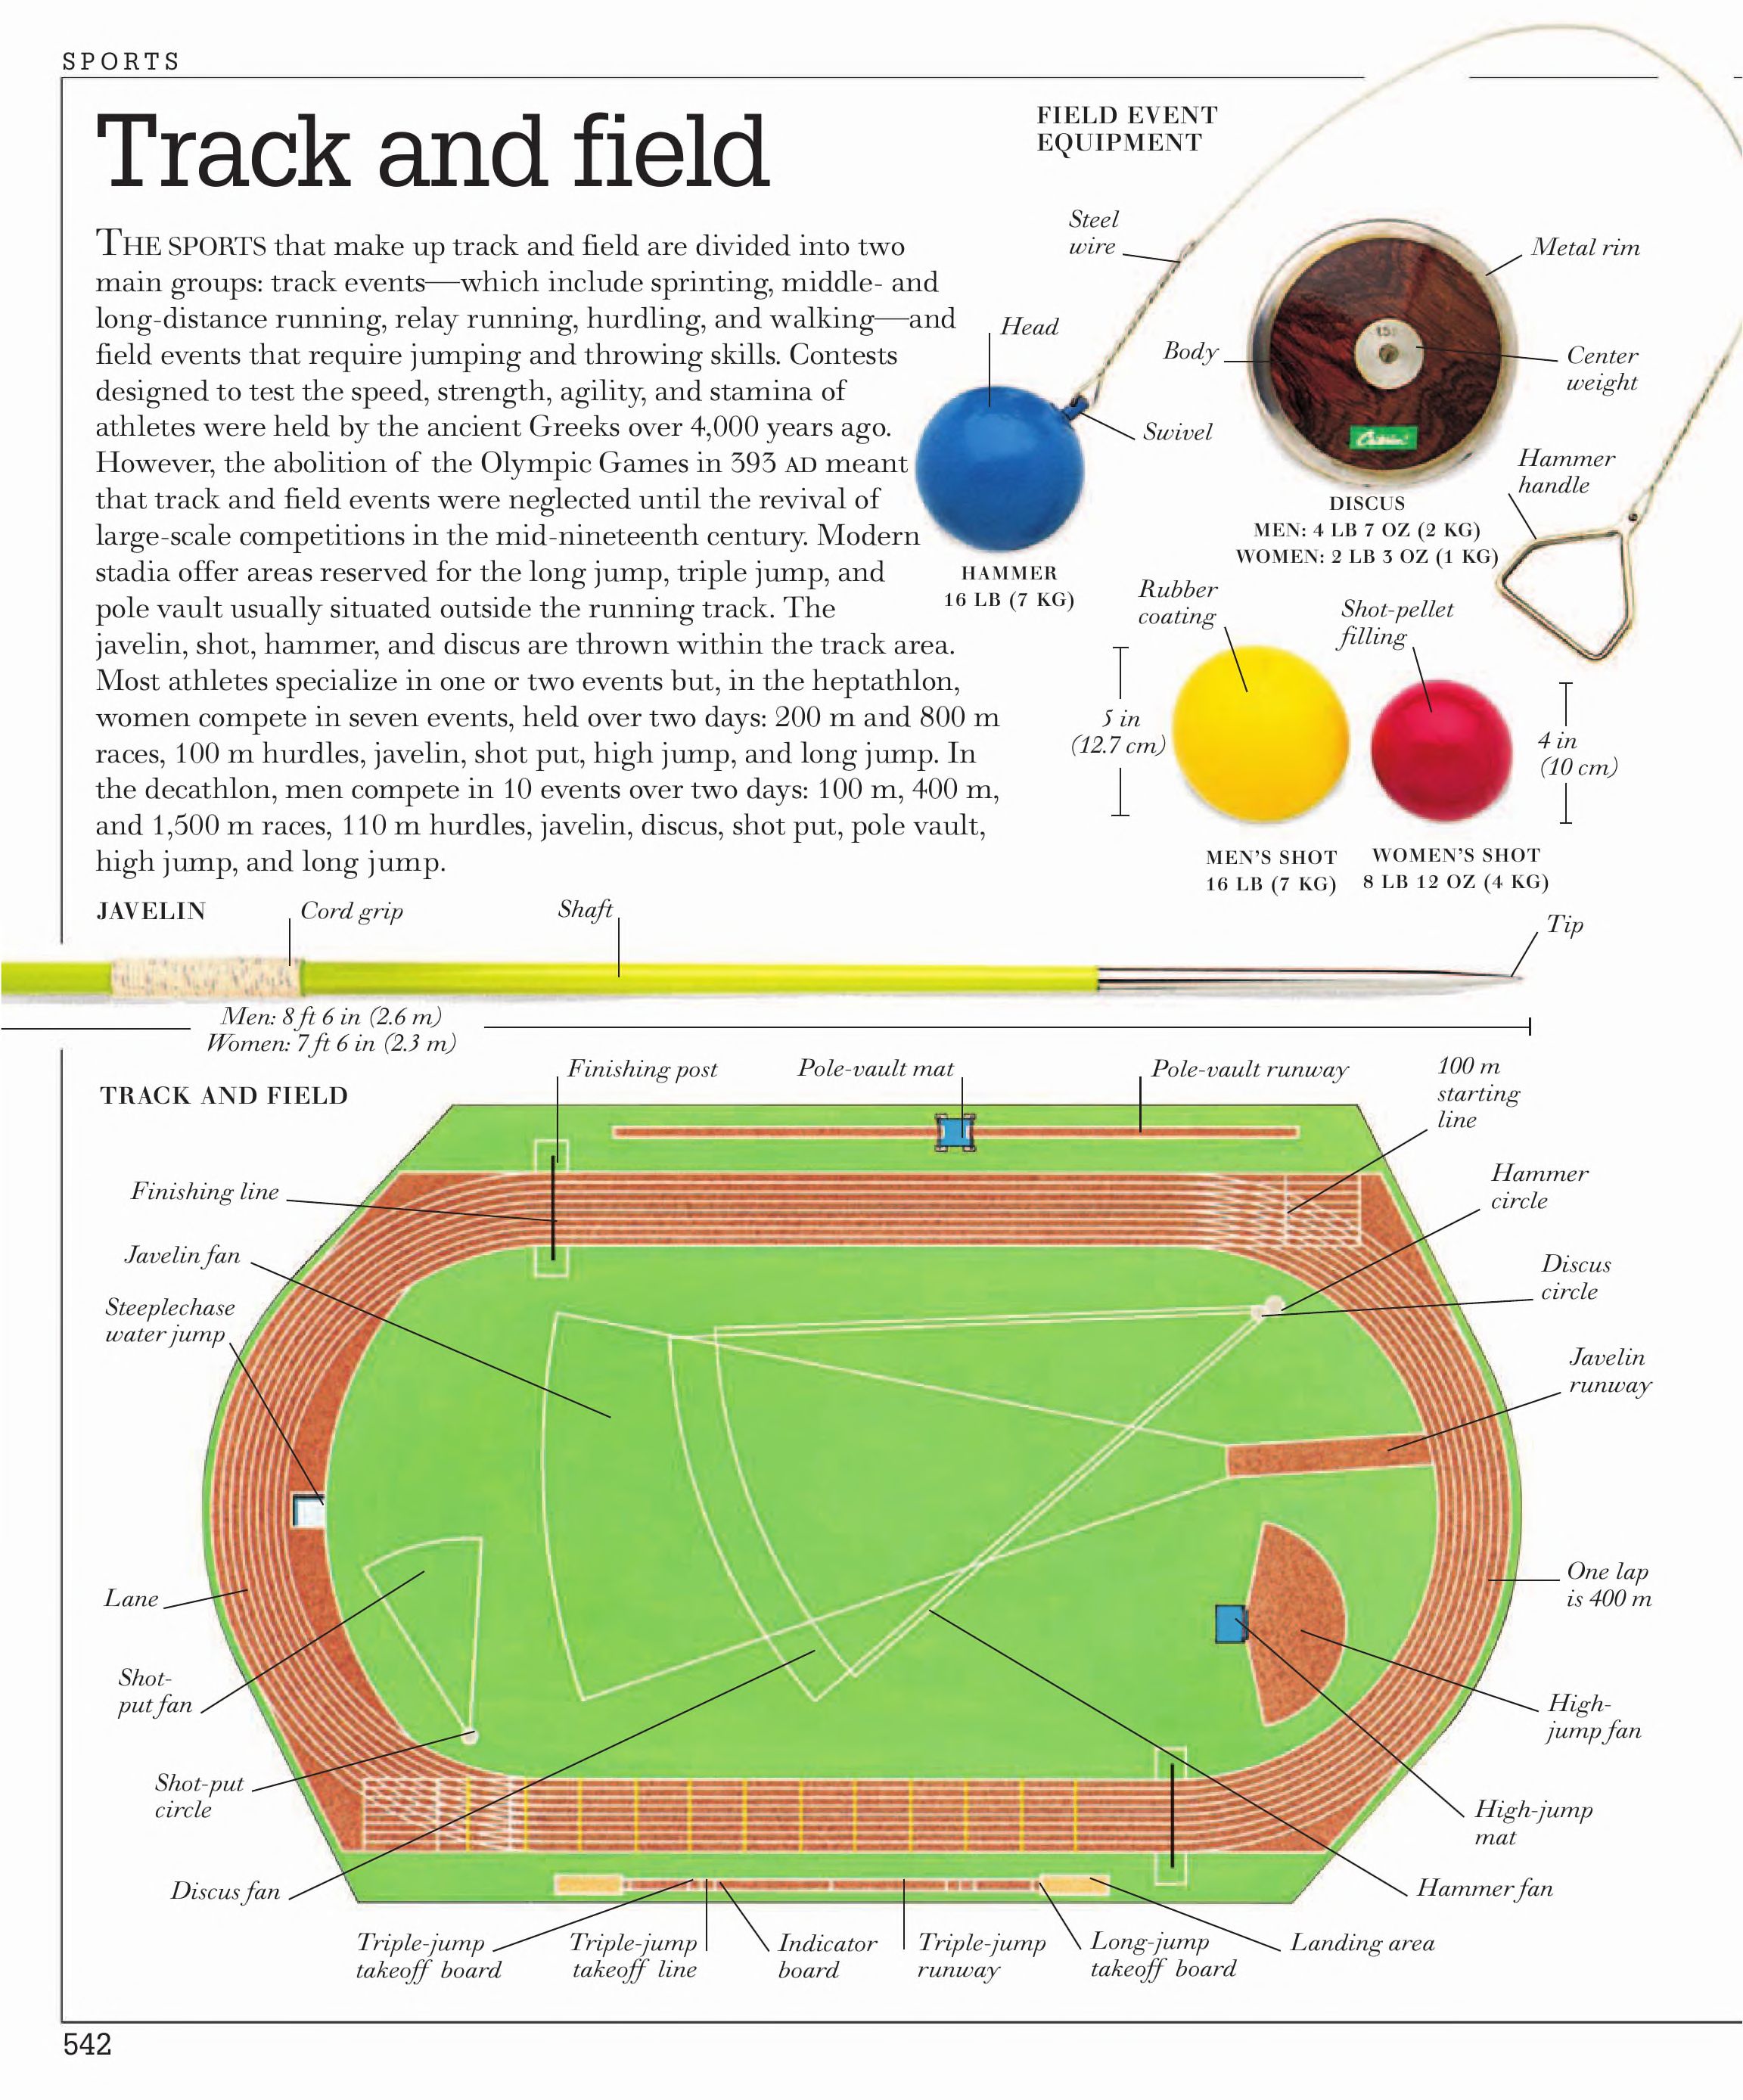 SPORTS
Track and field
THE SPORTS that make up track and field are divided into two
main groups: track events—which include sprinting, middle- and
long-distance running, relay running, hurdling, and walking—and
field events that require jumping and throwing skills. Contests
designed to test the speed, strength, agility, and stamina of
athletes were held by the ancient Greeks over 4,000 years ago.
However, the abolition of the Olympic Games in 393 AD meant
that track and field events were neglected until the revival of
large-scale competitions in the mid-nineteenth century. Modern
stadia offer areas reserved for the long jump, triple jump, and
pole vault usually situated outside the running track. The
javelin, shot, hammer, and discus are thrown within the track area.
Most athletes specialize in one or two events but, in the heptathlon,
women compete in seven events, held over two days: 200 m and 800 m
races, 100 m hurdles, javelin, shot put, high jump, and long jump. In
the decathlon, men compete in 10 events over two days: 100 m, 400 m,
and 1,500 m races, 110 m hurdles, javelin, discus, shot put, pole vault,
high jump, and long jump.
FIELD EVENT
EQUIPMENT
Steel
wire
Head
Swivel
HAMMER
16 LB (7 KG)
Metal rim
Body
Center
weight
DISCUS
MEN: 4 LB 7 OZ (2 KG)
WOMEN: 2 LB 3 OZ (1 KG)
Hammer
handle
Rubber
coating
Shot-pellet
filling
5 in
(12.7 cm)
4 in
(10 cm)
MEN'S SHOT
16 LB (7 KG)
WOMEN'S SHOT
8 LB 12 OZ (4 KG)
JAVELIN
Cord grip
Shaft
Tip
Men: 8 ft 6 in (2.6 m)
Women: 7 ft 6 in (2.3 m)
TRACK AND FIELD
Finishing post
Pole-vault mat
Pole-vault runway
100 m
starting
line
Finishing line
Hammer
circle
Javelin fan
Discus
circle
Steeplechase
water jump
Javelin
runway
Lane
One lap
is 400 m
Shot-
put fan
High-
jump fan
Shot-put
circle
High-jump
mat
Discus fan
Hammer fan
Triple-jump
takeoff board
Triple-jump
takeoff line
Indicator
board
Triple-jump
runway
Long-jump
takeoff board
Landing area
542